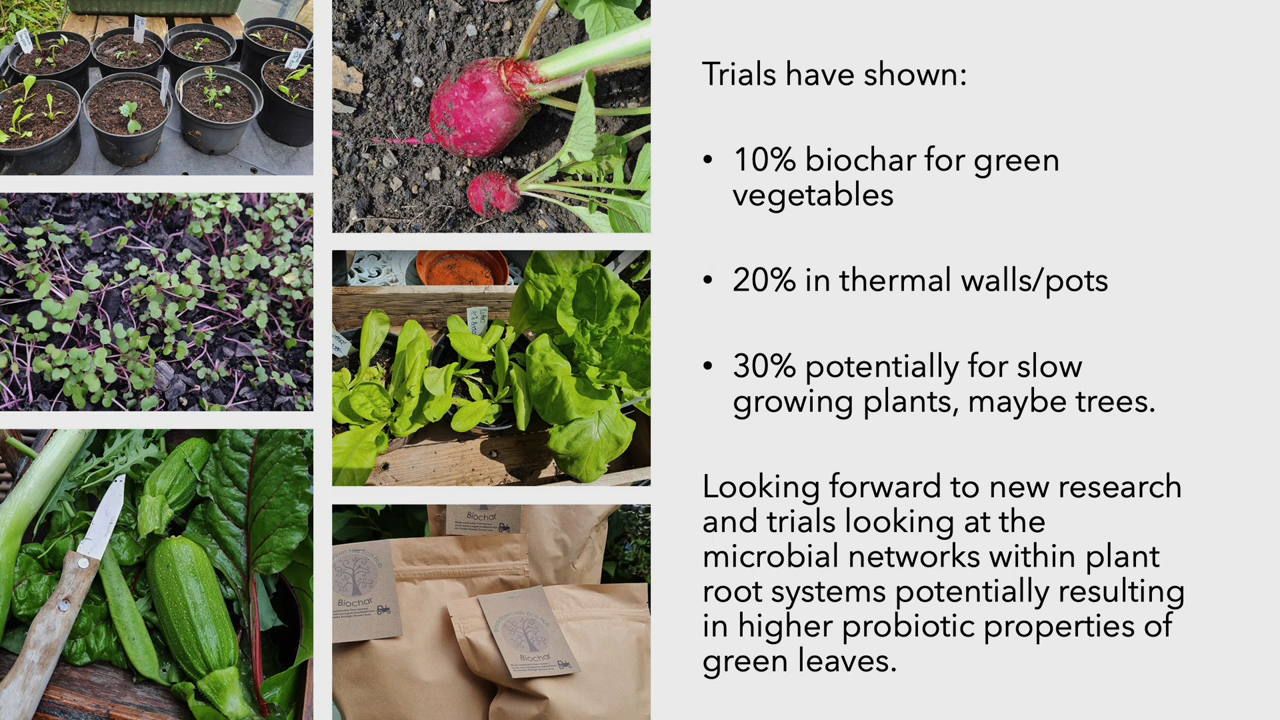 Trials have shown:
• 10% biochar for green
vegetables
• 20% in thermal walls/pots
• 30% potentially for slow
growing plants, maybe trees.
Looking forward to new research
and trials looking at the
microbial networks within plant
root systems potentially resulting
in higher probiotic properties of
green leaves.
Biochar
Biochar
Biochar